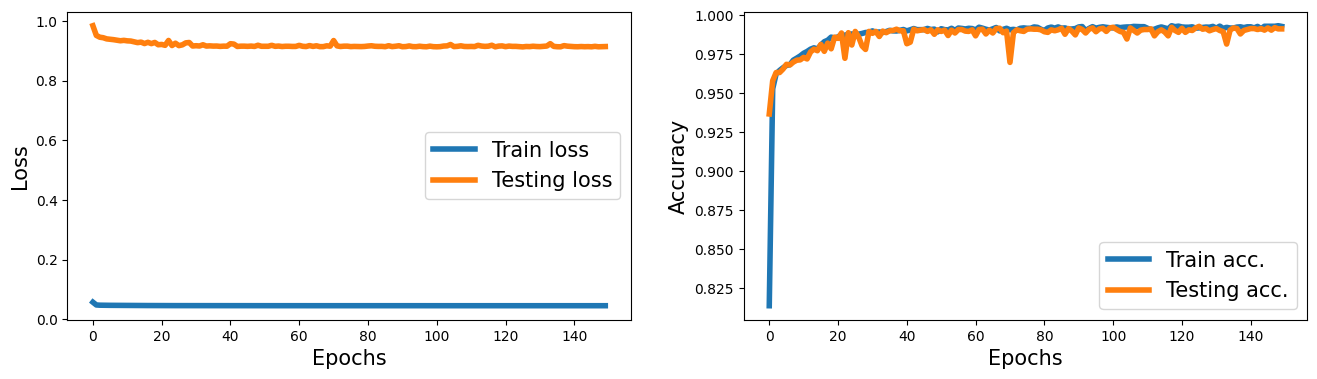 1.0
0.8
0.6
0.4
0.2
0.0
Loss
Train loss
Testing loss
0 20 40 60 80 100 120 140
Epochs
1.000
0.975
0.950
0.925
0.900
0.875
0.850
0.825
Accuracy
Train acc.
Testing acc.
0 20 40 60 80 100 120 140
Epochs